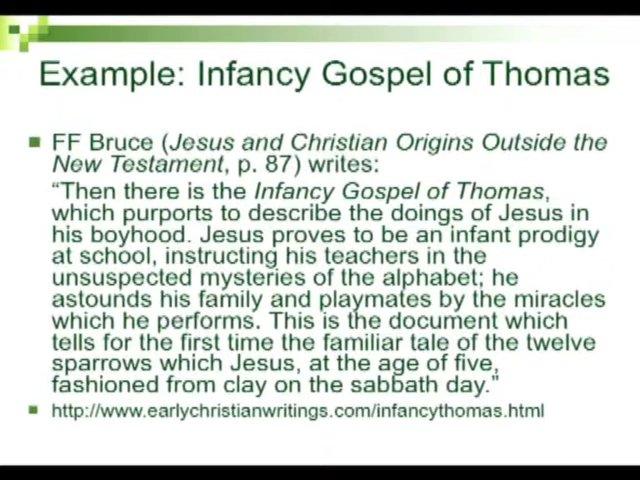 Example: Infancy Gospel of Thomas
FF Bruce (Jesus and Christian Origins Outside the
New Testament, p. 87) writes:
“Then there is the Infancy Gospel of Thomas,
which purports to describe the doings of Jesus in
his boyhood. Jesus proves to be an infant prodigy
at school, instructing his teachers in the
unsuspected mysteries of the alphabet; he
astounds his family and playmates by the miracles
which he performs. This is the document which
tells for the first time the familiar tale of the twelve
sparrows which Jesus, at the age of five,
fashioned from clay on the sabbath day.”
http://www.earlychristianwritings.com/infancythomas.html